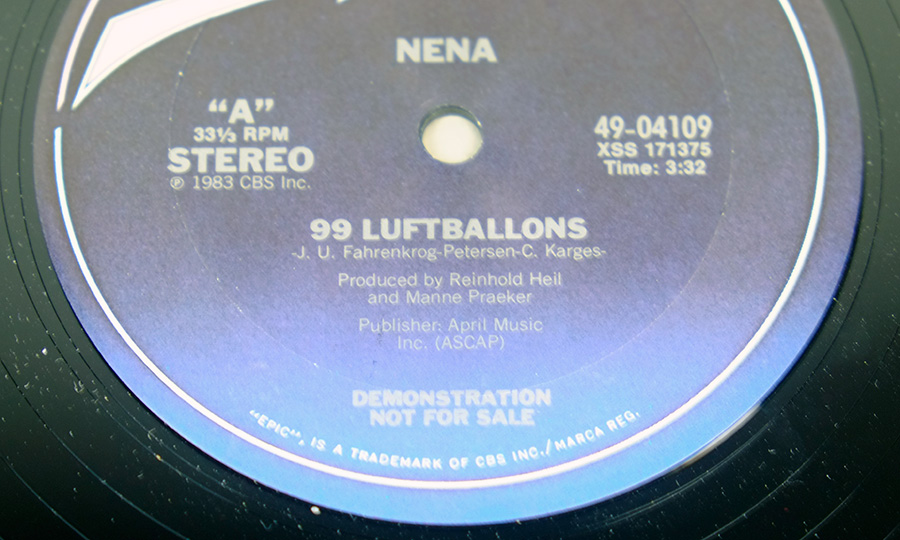 NENA
“A”
33⅓ RPM
STEREO
℗ 1983 CBS Inc.
49-04109
XSS 171375
Time: 3:32
99 LUFTBALLONS
-J. U. Fahrenkrog-Petersen-C. Karges-
Produced by Reinhold Heil
and Manne Praeker
Publisher: April Music
Inc. (ASCAP)
DEMONSTRATION
NOT FOR SALE
“EPIC”, IS A TRADEMARK OF CBS INC./MARCA REG.